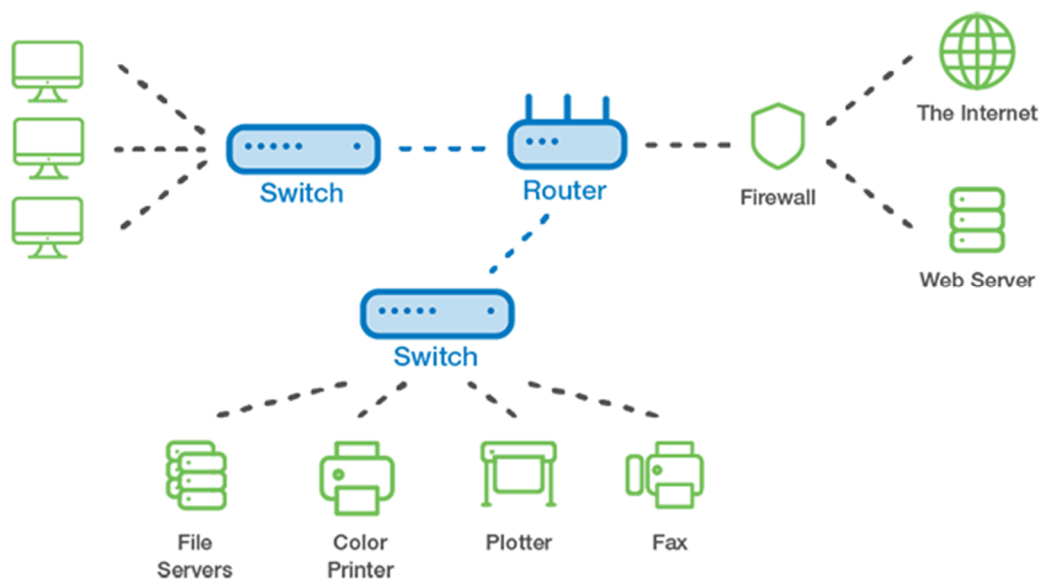 The Internet
Switch
Router
Firewall
Web Server
Switch
File
Servers
Color
Printer
Plotter
Fax